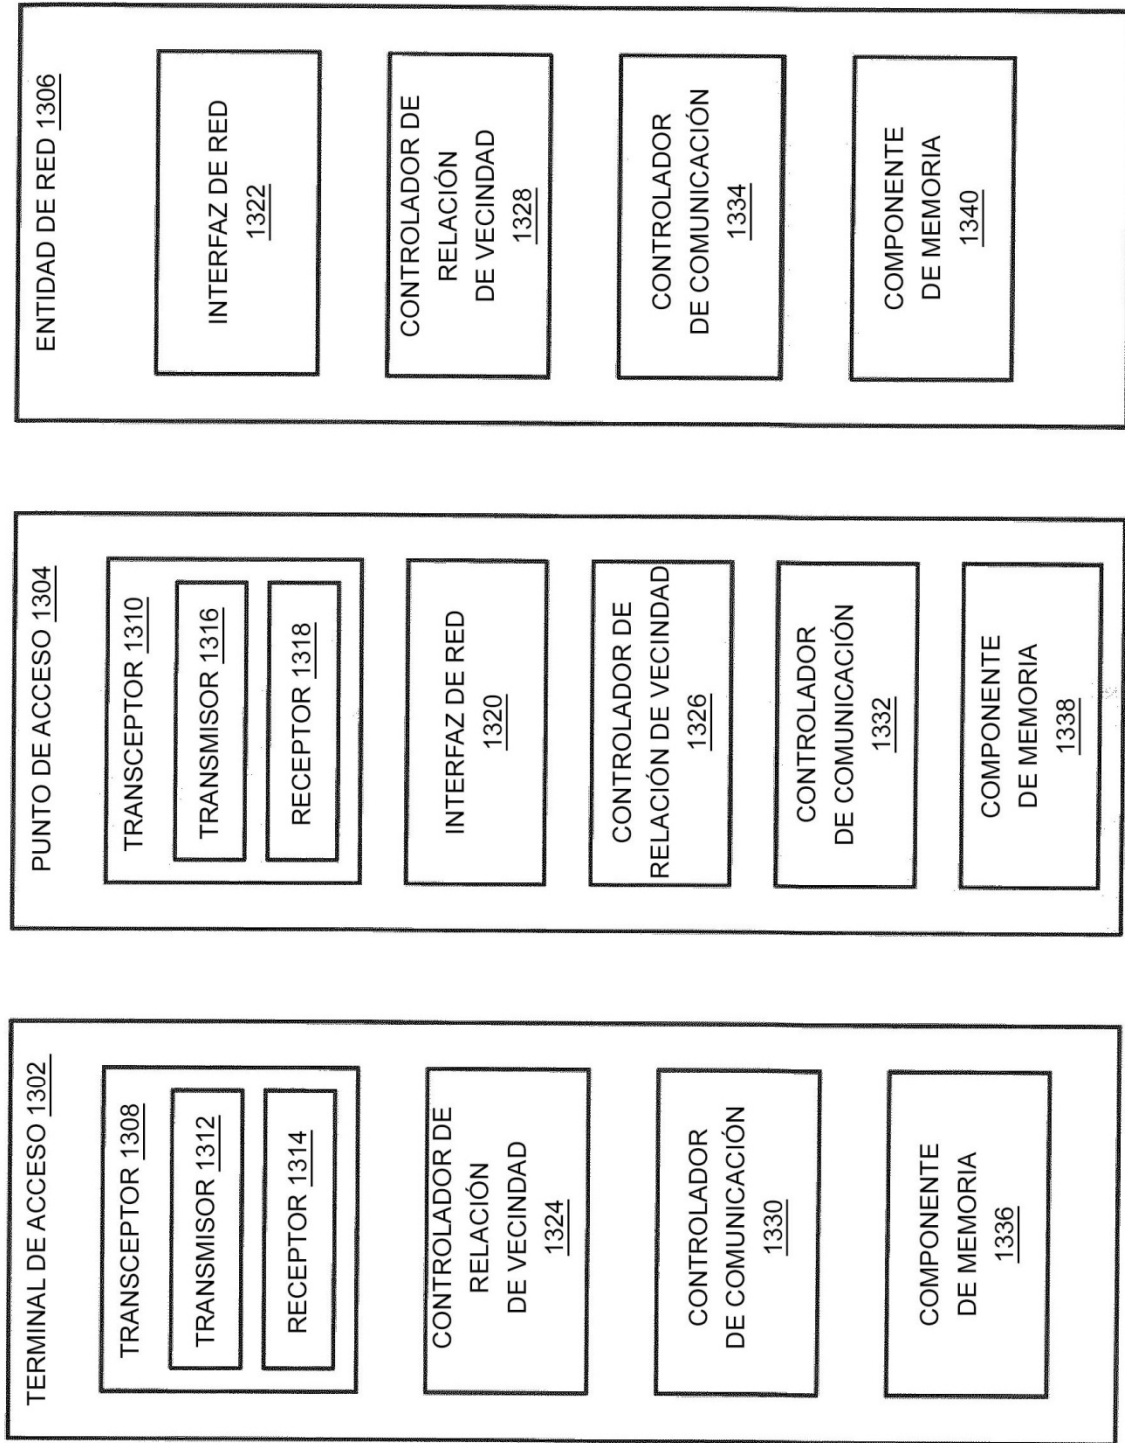 TERMINAL DE ACCESO 1302
TRANSCEPTOR 1308
TRANSMISOR 1312
RECEPTOR 1314
CONTROLADOR DE
RELACIÓN
DE VECINDAD
1324
CONTROLADOR
DE COMUNICACIÓN
1330
COMPONENTE
DE MEMORIA
1336
PUNTO DE ACCESO 1304
TRANSCEPTOR 1310
TRANSMISOR 1316
RECEPTOR 1318
INTERFAZ DE RED
1320
CONTROLADOR DE
RELACIÓN DE VECINDAD
1326
CONTROLADOR
DE COMUNICACIÓN
1332
COMPONENTE
DE MEMORIA
1338
ENTIDAD DE RED 1306
INTERFAZ DE RED
1322
CONTROLADOR DE
RELACIÓN
DE VECINDAD
1328
CONTROLADOR
DE COMUNICACIÓN
1334
COMPONENTE
DE MEMORIA
1340